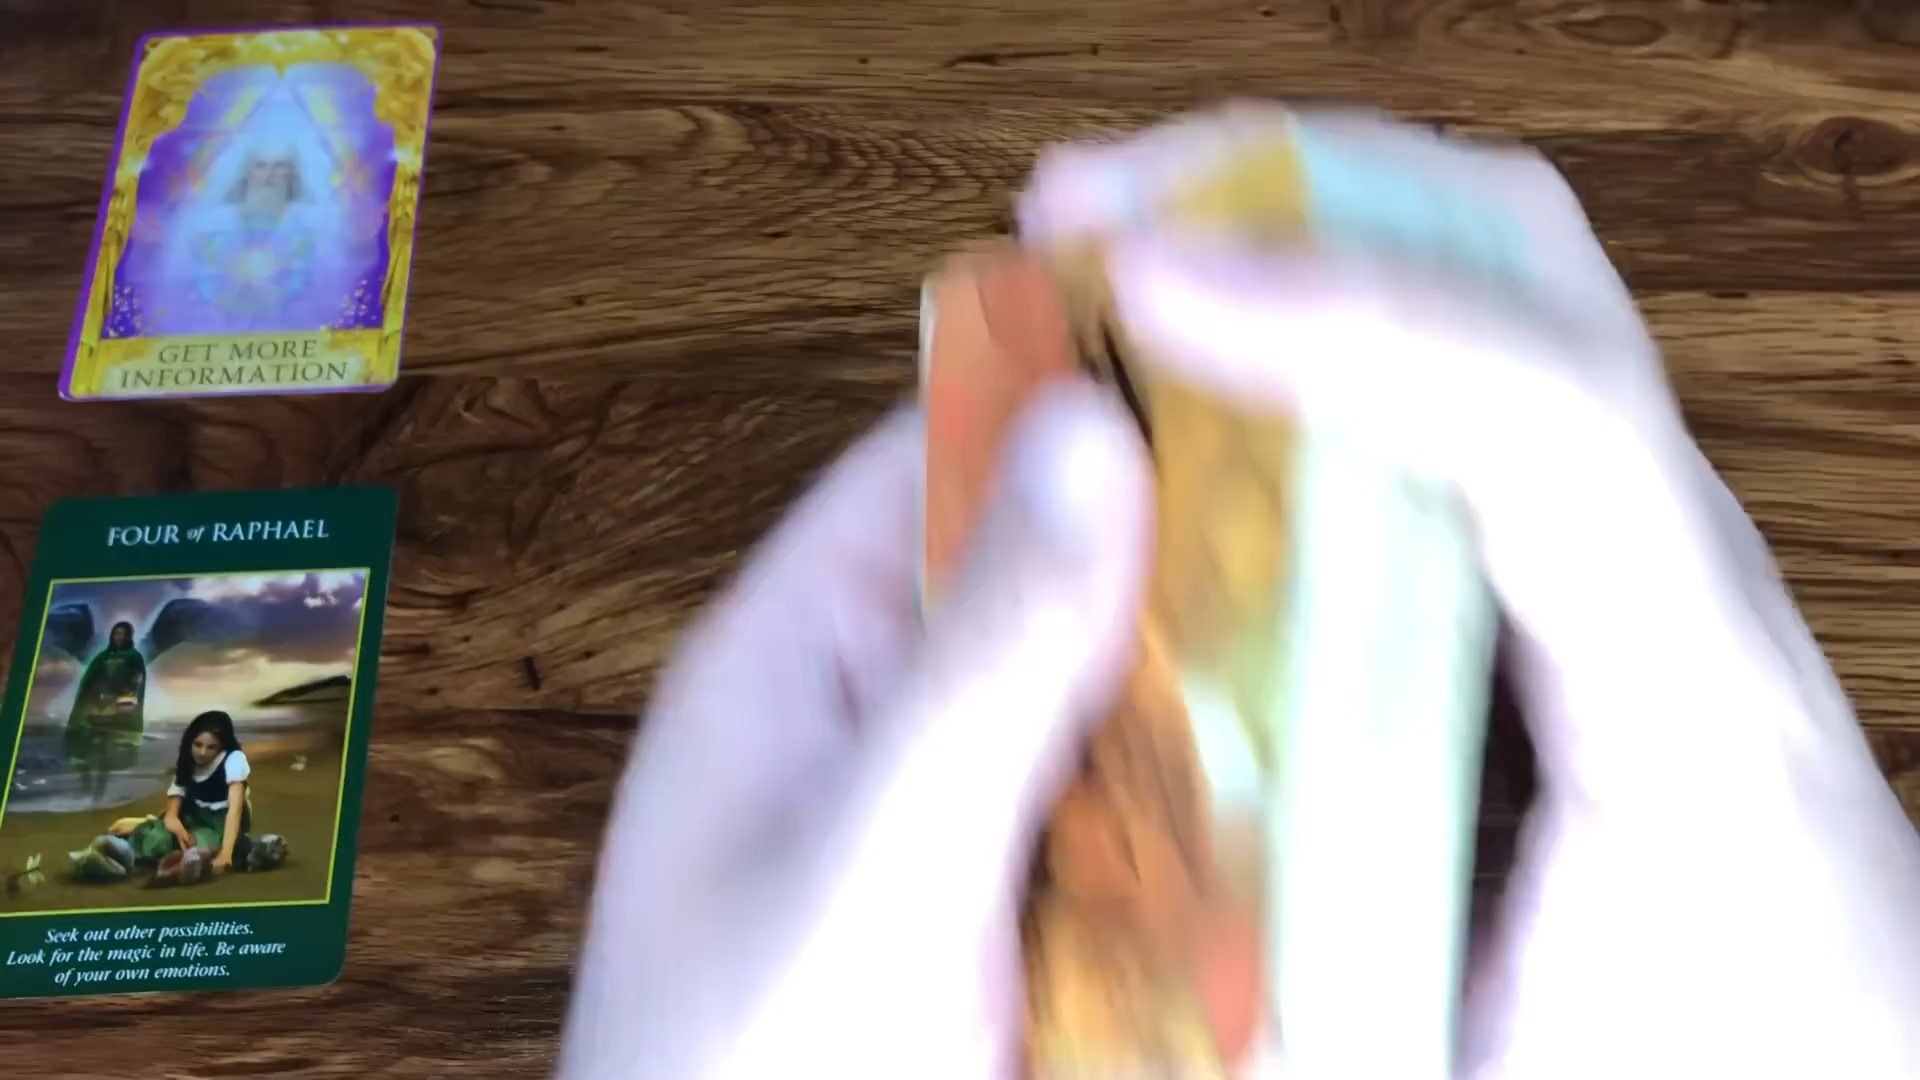 GET MORE
INFORMATION
FOUR of RAPHAEL
Seek out other possibilities.
Look for the magic in life. Be aware
of your own emotions.